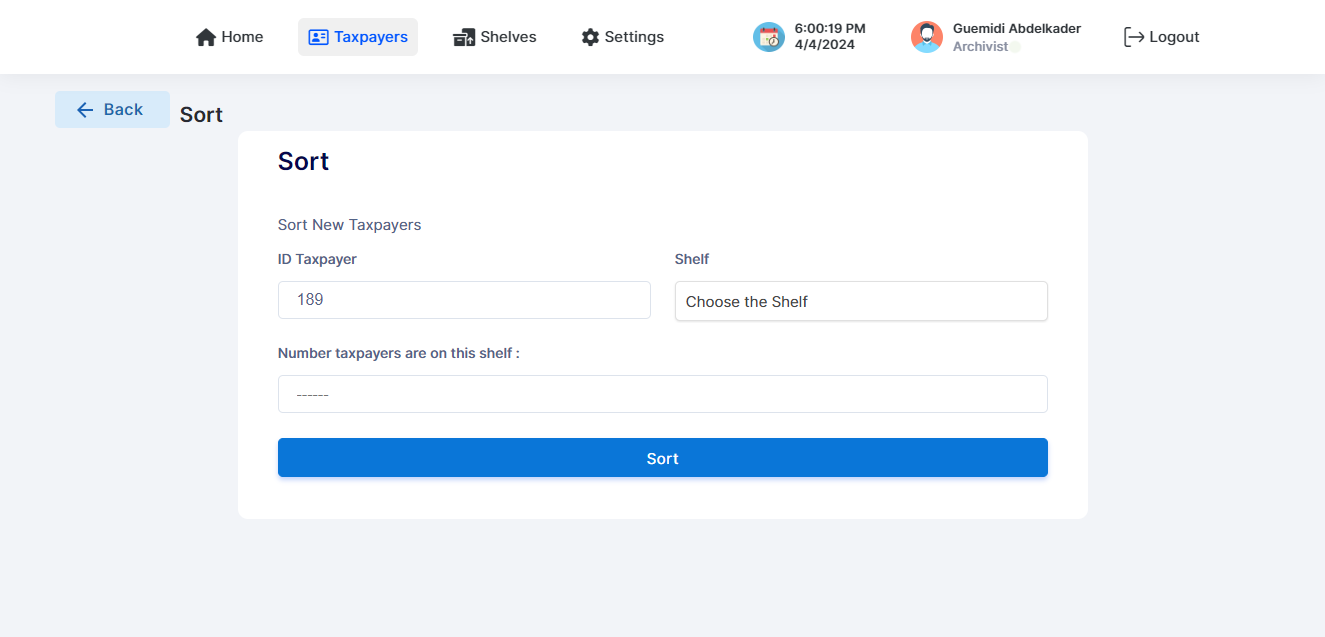 Home
Taxpayers
Shelves
Settings
6:00:19 PM
4/4/2024
Guemidi Abdelkader
Archivist
Logout
Back
Sort
Sort
Sort New Taxpayers
ID Taxpayer
Shelf
189
Choose the Shelf
Number taxpayers are on this shelf :
------
Sort